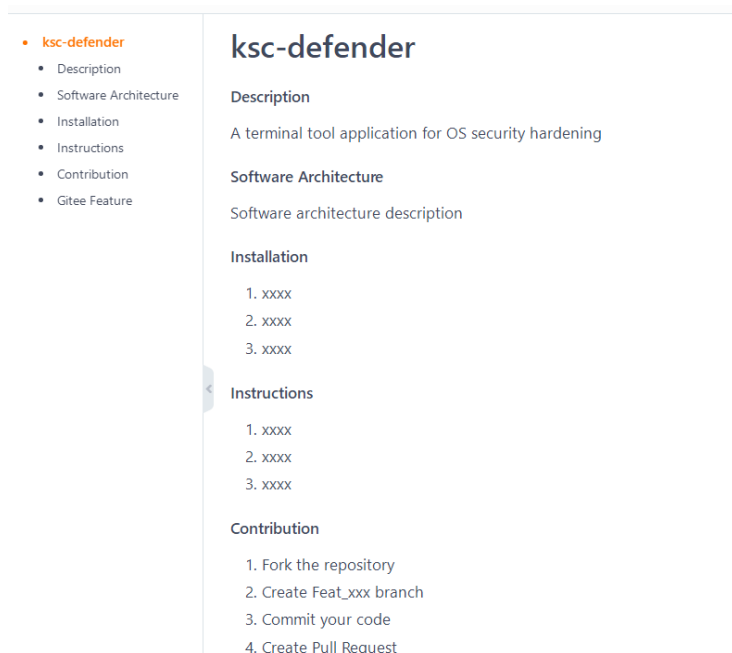 ksc-defender
Description
Software Architecture
Installation
Instructions
Contribution
Gitee Feature
ksc-defender
Description
A terminal tool application for OS security hardening
Software Architecture
Software architecture description
Installation
1. xxxx
2. xxxx
3. xxxx
Instructions
1. xxxx
2. xxxx
3. xxxx
Contribution
1. Fork the repository
2. Create Feat_xxx branch
3. Commit your code
4. Create Pull Request